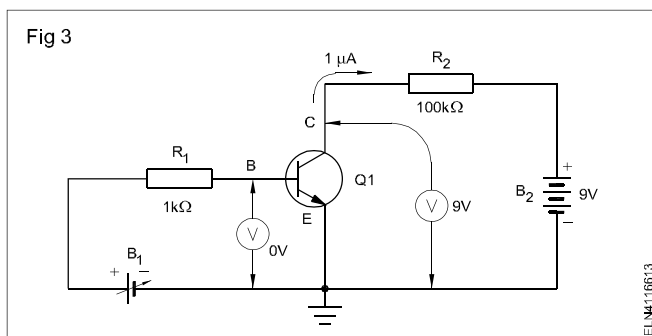 Fig 3
1 μA
R2
100kΩ
C
R1
B
Q1
1kΩ
E
V
0V
V
9V
B2
+
9V
–
B1
+
–
ELN4116613